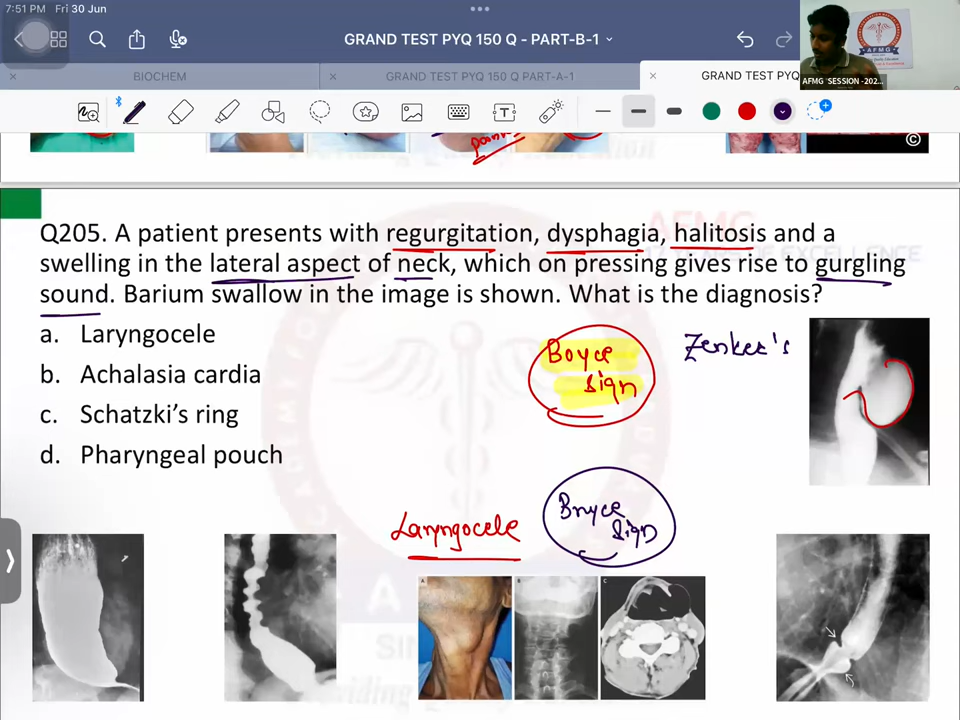 7:51 PM Fri 30 Jun
GRAND TEST PYQ 150 Q - PART-B-1
AFMG
AFMG 'SESSION -202...
BIOCHEM
GRAND TEST PYQ 150 Q PART-A-1
GRAND TEST PYQ
T
©
Q205. A patient presents with regurgitation, dysphagia, halitosis and a
swelling in the lateral aspect of neck, which on pressing gives rise to gurgling
sound. Barium swallow in the image is shown. What is the diagnosis?
a. Laryngocele
b. Achalasia cardia
c. Schatzki's ring
d. Pharyngeal pouch
Boyce
sign
Zenker's
Laryngocele
Bryce
sign
A
B
C